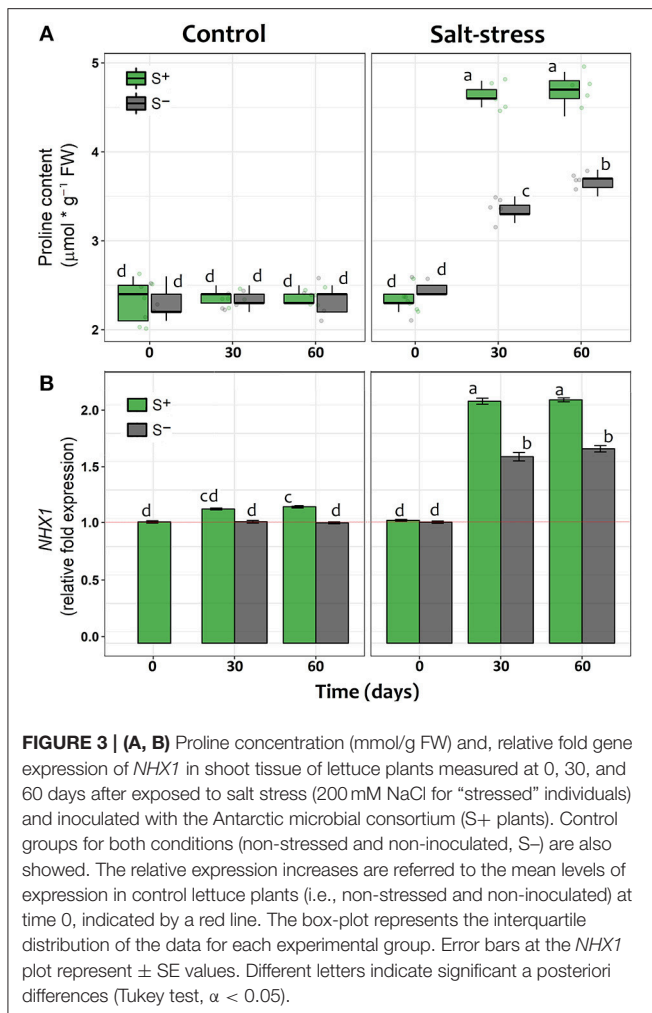 A
Control
Salt-stress
S+
S−
Proline content
(μmol * g⁻¹ FW)
5
4
3
2
d d d d d d
d d a c a b
0 30 60
0 30 60
B
S+
S−
NHX1
(relative fold expression)
2.0
1.5
1.0
0.5
0.0
d cd d c d
d d a b a b
0 30 60
0 30 60
Time (days)
FIGURE 3 | (A, B) Proline concentration (mmol/g FW) and, relative fold gene
expression of NHX1 in shoot tissue of lettuce plants measured at 0, 30, and
60 days after exposed to salt stress (200 mM NaCl for “stressed” individuals)
and inoculated with the Antarctic microbial consortium (S+ plants). Control
groups for both conditions (non-stressed and non-inoculated, S–) are also
showed. The relative expression increases are referred to the mean levels of
expression in control lettuce plants (i.e., non-stressed and non-inoculated) at
time 0, indicated by a red line. The box-plot represents the interquartile
distribution of the data for each experimental group. Error bars at the NHX1
plot represent ± SE values. Different letters indicate significant a posteriori
differences (Tukey test, α < 0.05).